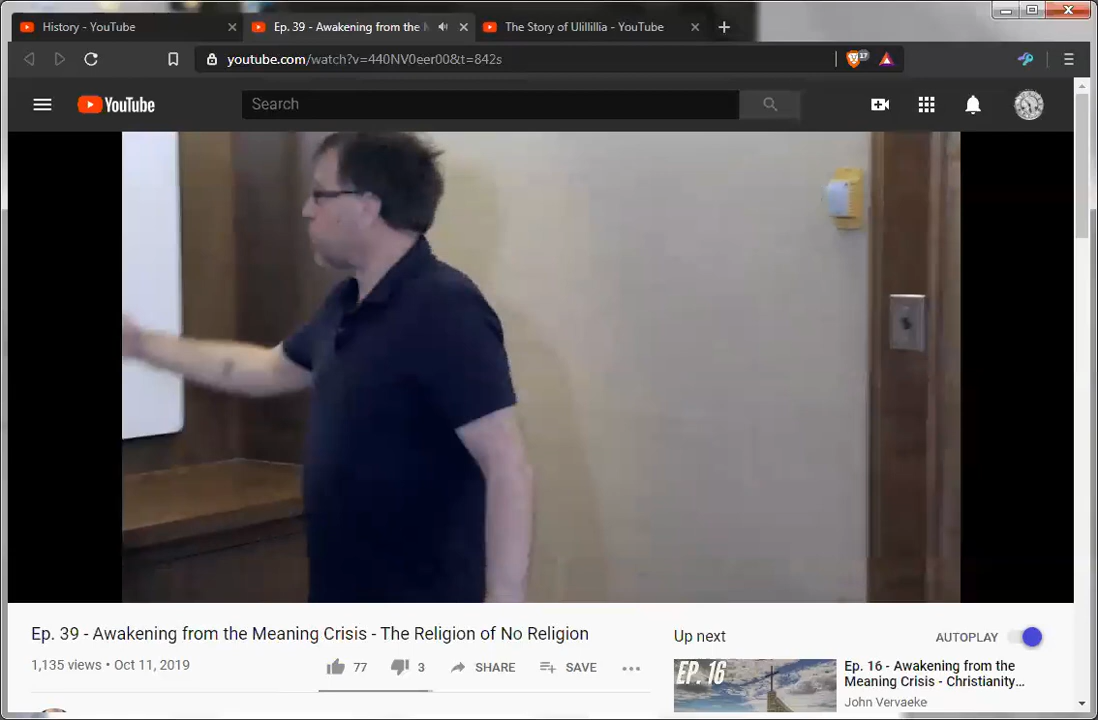 History - YouTube
Ep. 39 - Awakening from the M
The Story of Ulillillia - YouTube
youtube.com/watch?v=440NV0eer00&t=842s
17
YouTube
Search
Ep. 39 - Awakening from the Meaning Crisis - The Religion of No Religion
1,135 views • Oct 11, 2019
77
3
SHARE
SAVE
Up next
AUTOPLAY
EP. 16
Ep. 16 - Awakening from the
Meaning Crisis - Christianity...
John Vervaeke